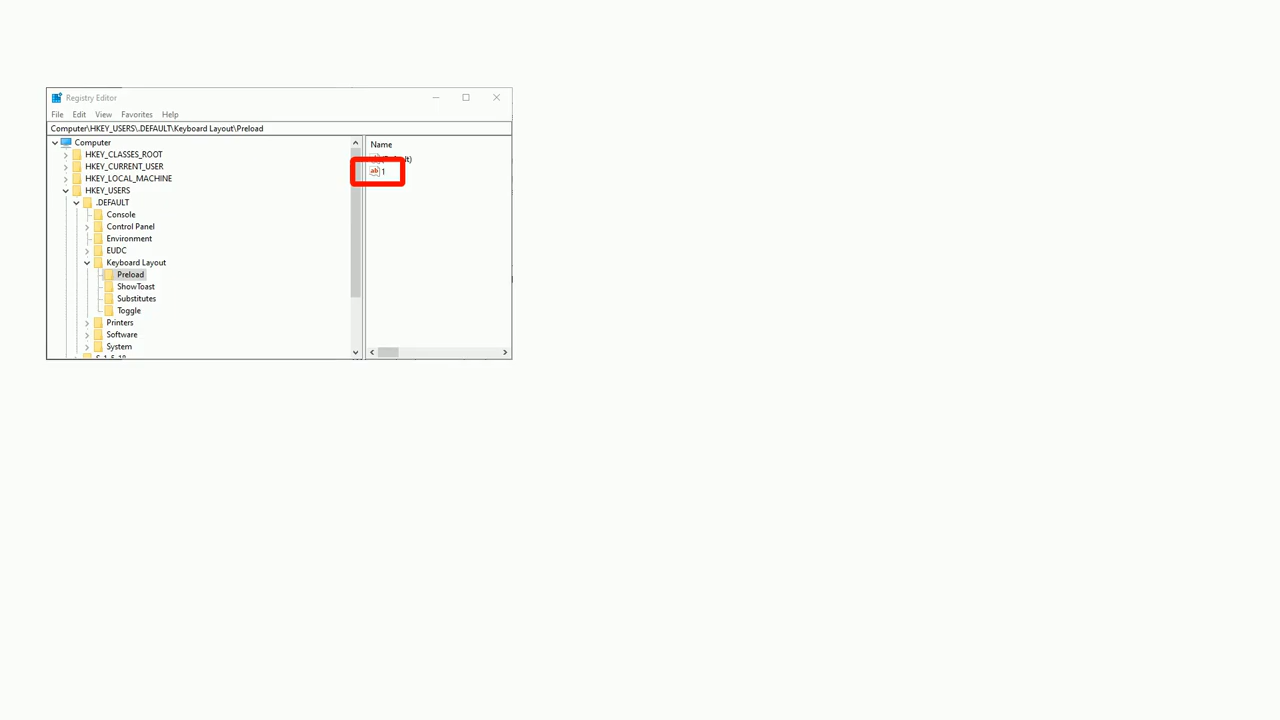 Registry Editor
File Edit View Favorites Help
Computer\HKEY_USERS\.DEFAULT\Keyboard Layout\Preload
Computer
HKEY_CLASSES_ROOT
HKEY_CURRENT_USER
HKEY_LOCAL_MACHINE
HKEY_USERS
.DEFAULT
Console
Control Panel
Environment
EUDC
Keyboard Layout
Preload
ShowToast
Substitutes
Toggle
Printers
Software
System
Name
ab 1